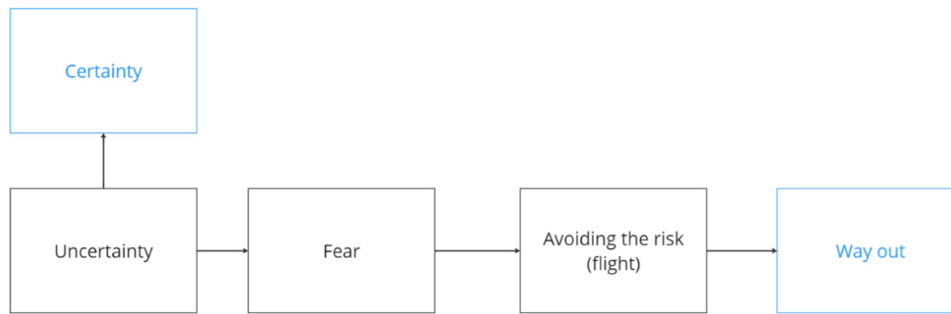 Certainty
Uncertainty
Fear
Avoiding the risk
(flight)
Way out